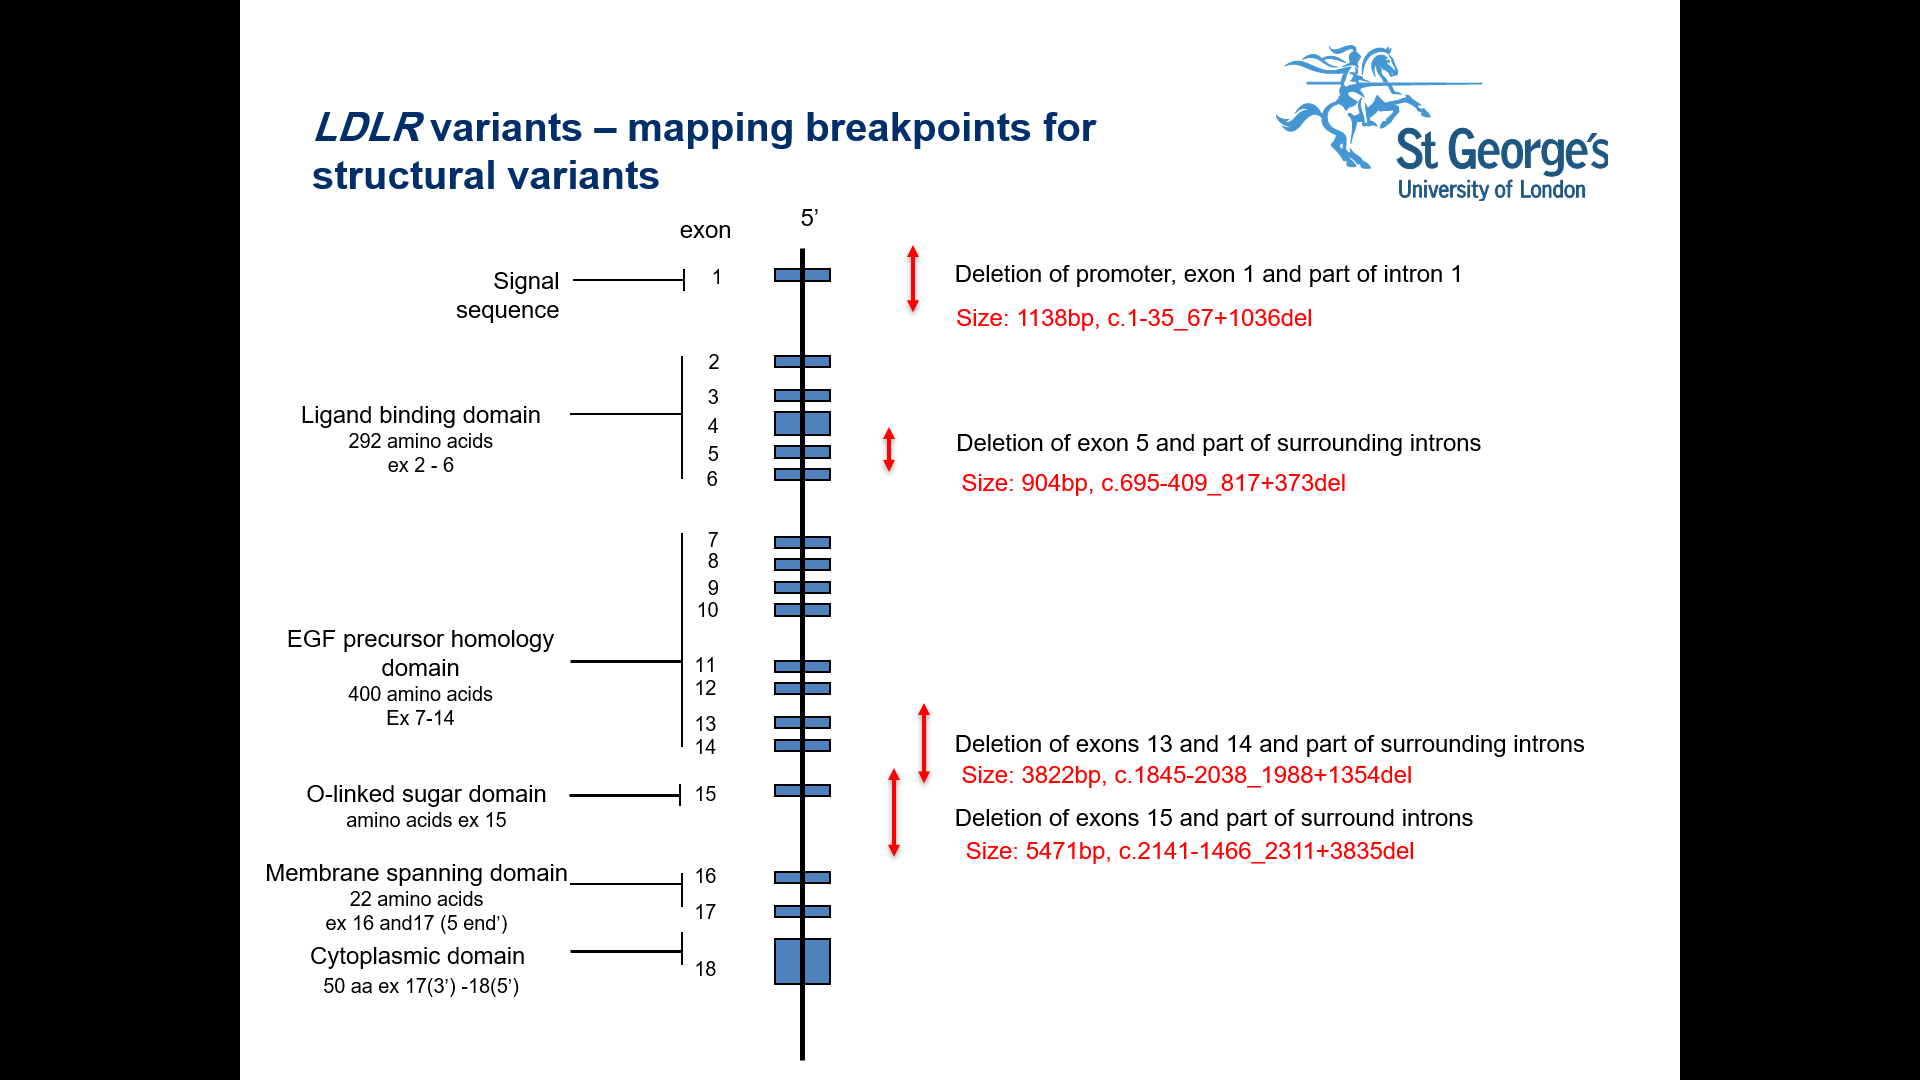 LDLR variants – mapping breakpoints for
structural variants
St George's
University of London
5’
exon
Signal
sequence
1
Deletion of promoter, exon 1 and part of intron 1
Size: 1138bp, c.1-35_67+1036del
2
3
4
5
6
Ligand binding domain
292 amino acids
ex 2 - 6
Deletion of exon 5 and part of surrounding introns
Size: 904bp, c.695-409_817+373del
7
8
9
10
11
12
13
14
EGF precursor homology
domain
400 amino acids
Ex 7-14
Deletion of exons 13 and 14 and part of surrounding introns
Size: 3822bp, c.1845-2038_1988+1354del
O-linked sugar domain
amino acids ex 15
15
Deletion of exons 15 and part of surround introns
Size: 5471bp, c.2141-1466_2311+3835del
Membrane spanning domain
22 amino acids
ex 16 and17 (5 end’)
16
17
Cytoplasmic domain
50 aa ex 17(3’) -18(5’)
18